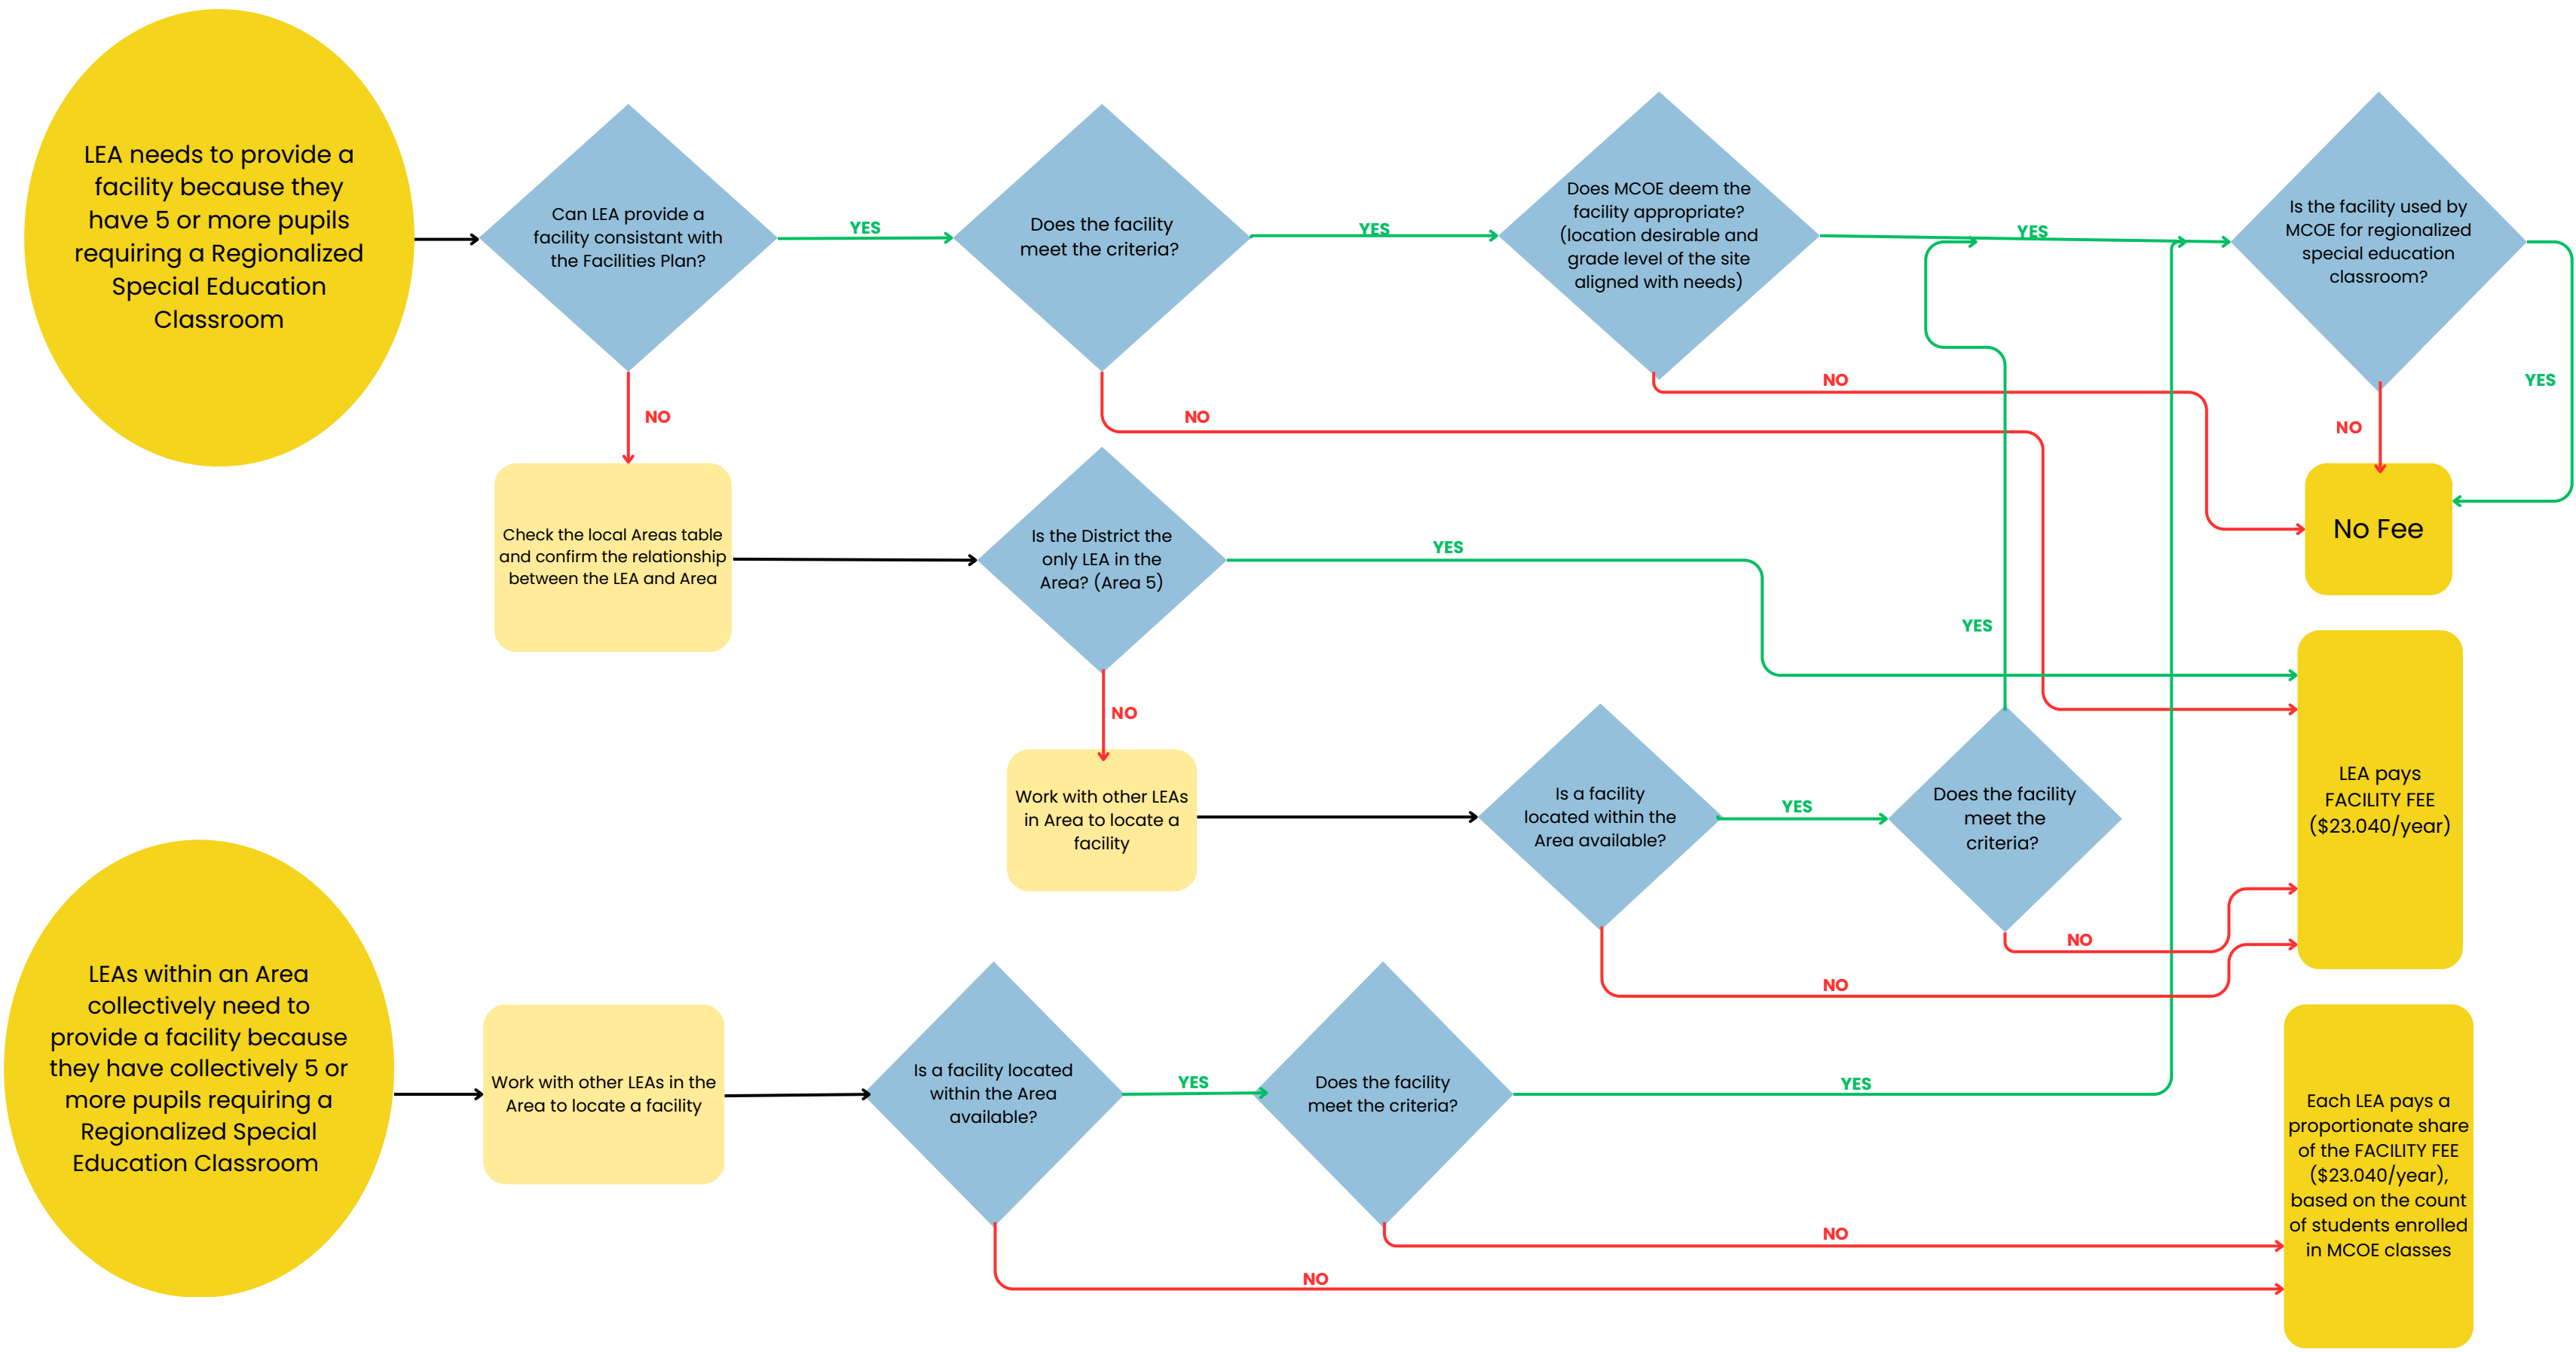 LEA needs to provide a
facility because they
have 5 or more pupils
requiring a Regionalized
Special Education
Classroom
Can LEA provide a
facility consistant with
the Facilities Plan?
YES
Does the facility
meet the criteria?
YES
Does MCOE deem the
facility appropriate?
(location desirable and
grade level of the site
aligned with needs)
YES
Is the facility used by
MCOE for regionalized
special education
classroom?
YES
NO
NO
NO
NO
No Fee
Check the local Areas table
and confirm the relationship
between the LEA and Area
Is the District the
only LEA in the
Area? (Area 5)
YES
YES
NO
Work with other LEAs
in Area to locate a
facility
Is a facility
located within the
Area available?
YES
Does the facility
meet the
criteria?
LEA pays
FACILITY FEE
($23.040/year)
NO
NO
LEAs within an Area
collectively need to
provide a facility because
they have collectively 5 or
more pupils requiring a
Regionalized Special
Education Classroom
Work with other LEAs in the
Area to locate a facility
Is a facility located
within the Area
available?
YES
Does the facility
meet the criteria?
YES
Each LEA pays a
proportionate share
of the FACILITY FEE
($23.040/year),
based on the count
of students enrolled
in MCOE classes
NO
NO